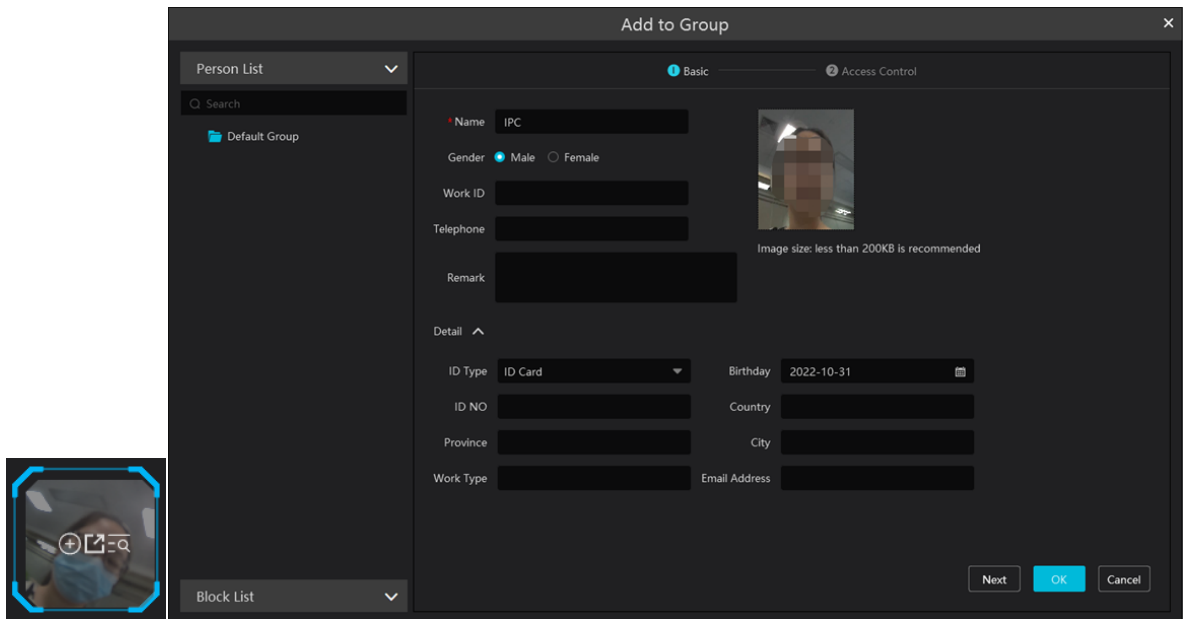 Add to Group
Person List
Search
Default Group
Block List
1 Basic
2 Access Control
* Name IPC
Gender Male Female
Work ID
Telephone
Remark
Image size: less than 200KB is recommended
Detail
ID Type ID Card Birthday 2022-10-31
ID NO Country
Province City
Work Type Email Address
Next OK Cancel